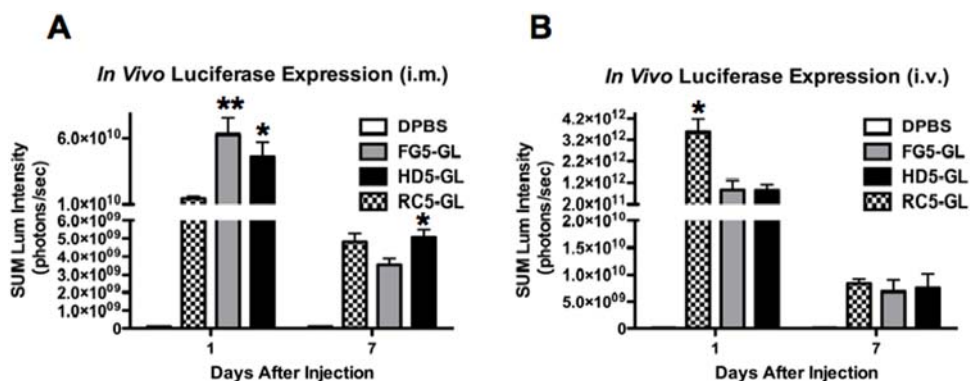 A
In Vivo Luciferase Expression (i.m.)
SUM Lum Intensity
(photons/sec)
6.0×10¹⁰
1.0×10¹⁰
6.0×10⁰⁹
5.0×10⁰⁹
4.0×10⁰⁹
3.0×10⁰⁹
2.0×10⁰⁹
1.0×10⁰⁹
0
**
*
*
DPBS
FG5-GL
HD5-GL
RC5-GL
1
7
Days After Injection
B
In Vivo Luciferase Expression (i.v.)
SUM Lum Intensity
(photons/sec)
4.2×10¹²
3.2×10¹²
2.2×10¹²
1.2×10¹²
2.0×10¹¹
2.0×10¹⁰
1.5×10¹⁰
1.0×10¹⁰
5.0×10⁰⁹
0
*
DPBS
FG5-GL
HD5-GL
RC5-GL
1
7
Days After Injection